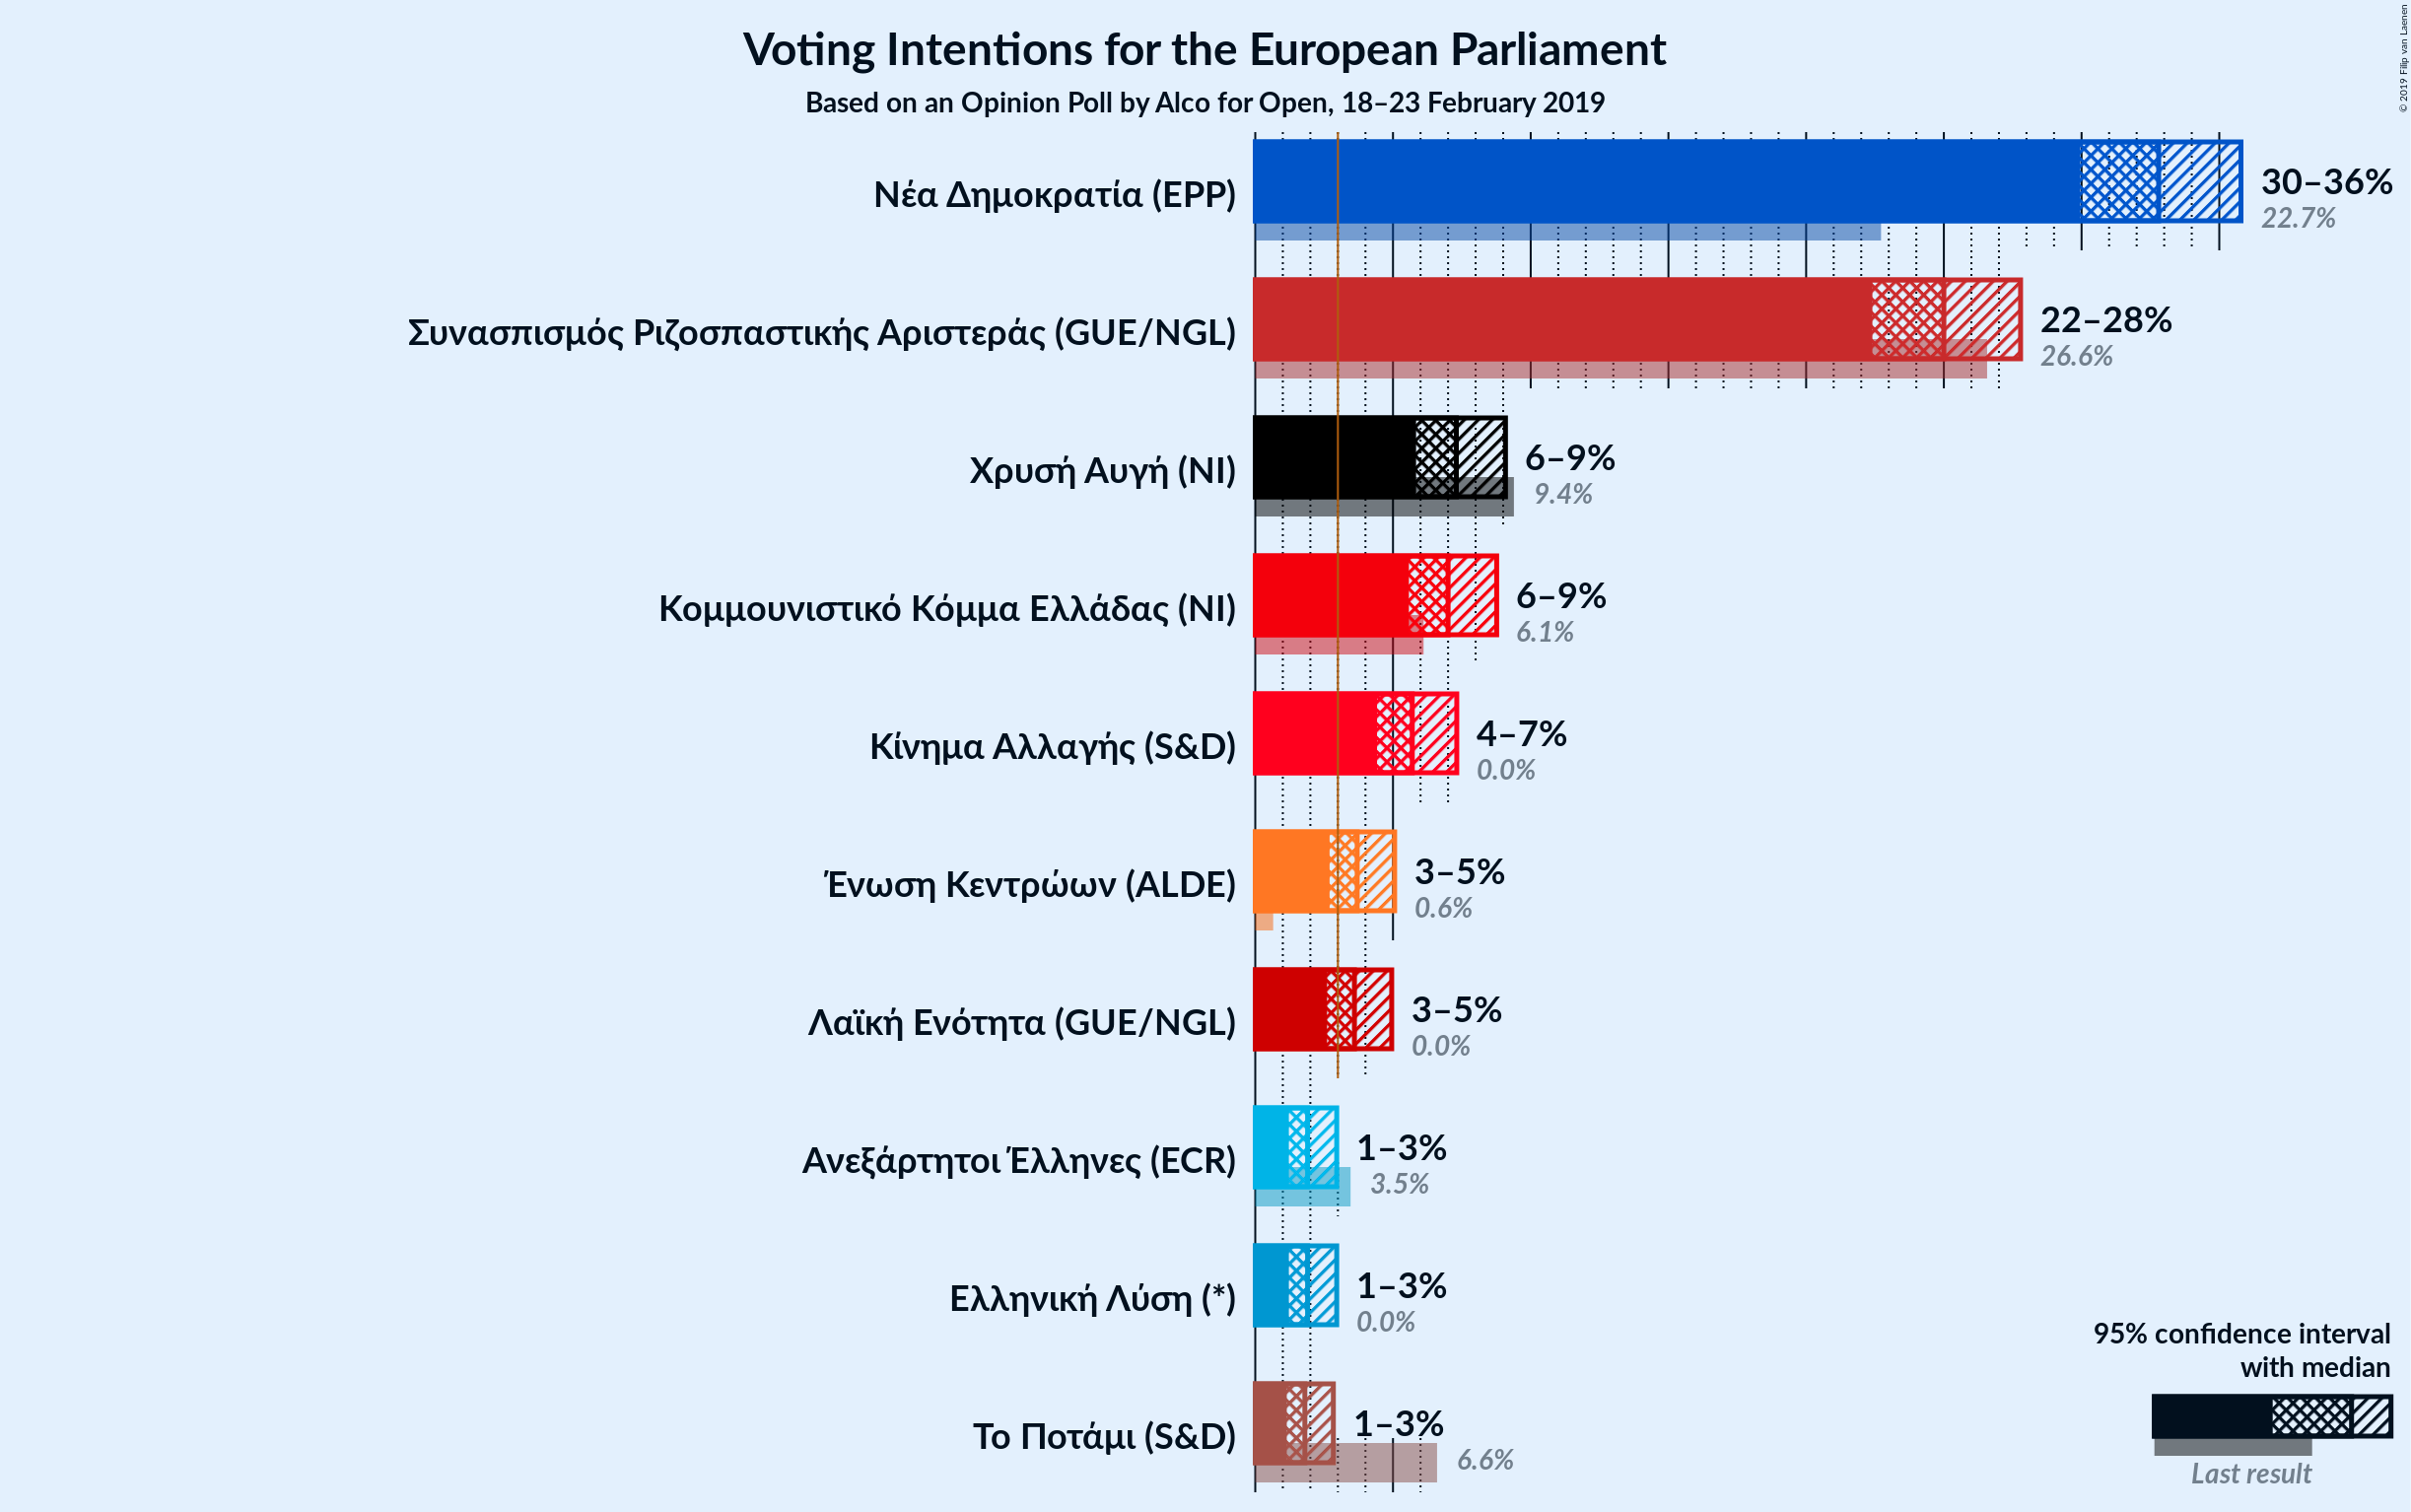 © 2019 Filip van Laenen
Voting Intentions for the European Parliament
Based on an Opinion Poll by Alco for Open, 18–23 February 2019
Νέα Δημοκρατία (EPP)
30–36%
22.7%
Συνασπισμός Ριζοσπαστικής Αριστεράς (GUE/NGL)
22–28%
26.6%
Χρυσή Αυγή (NI)
6–9%
9.4%
Κομμουνιστικό Κόμμα Ελλάδας (NI)
6–9%
6.1%
Κίνημα Αλλαγής (S&D)
4–7%
0.0%
Ένωση Κεντρώων (ALDE)
3–5%
0.6%
Λαϊκή Ενότητα (GUE/NGL)
3–5%
0.0%
Ανεξάρτητοι Έλληνες (ECR)
1–3%
3.5%
Ελληνική Λύση (*)
1–3%
0.0%
Το Ποτάμι (S&D)
1–3%
6.6%
95% confidence interval
with median
Last result